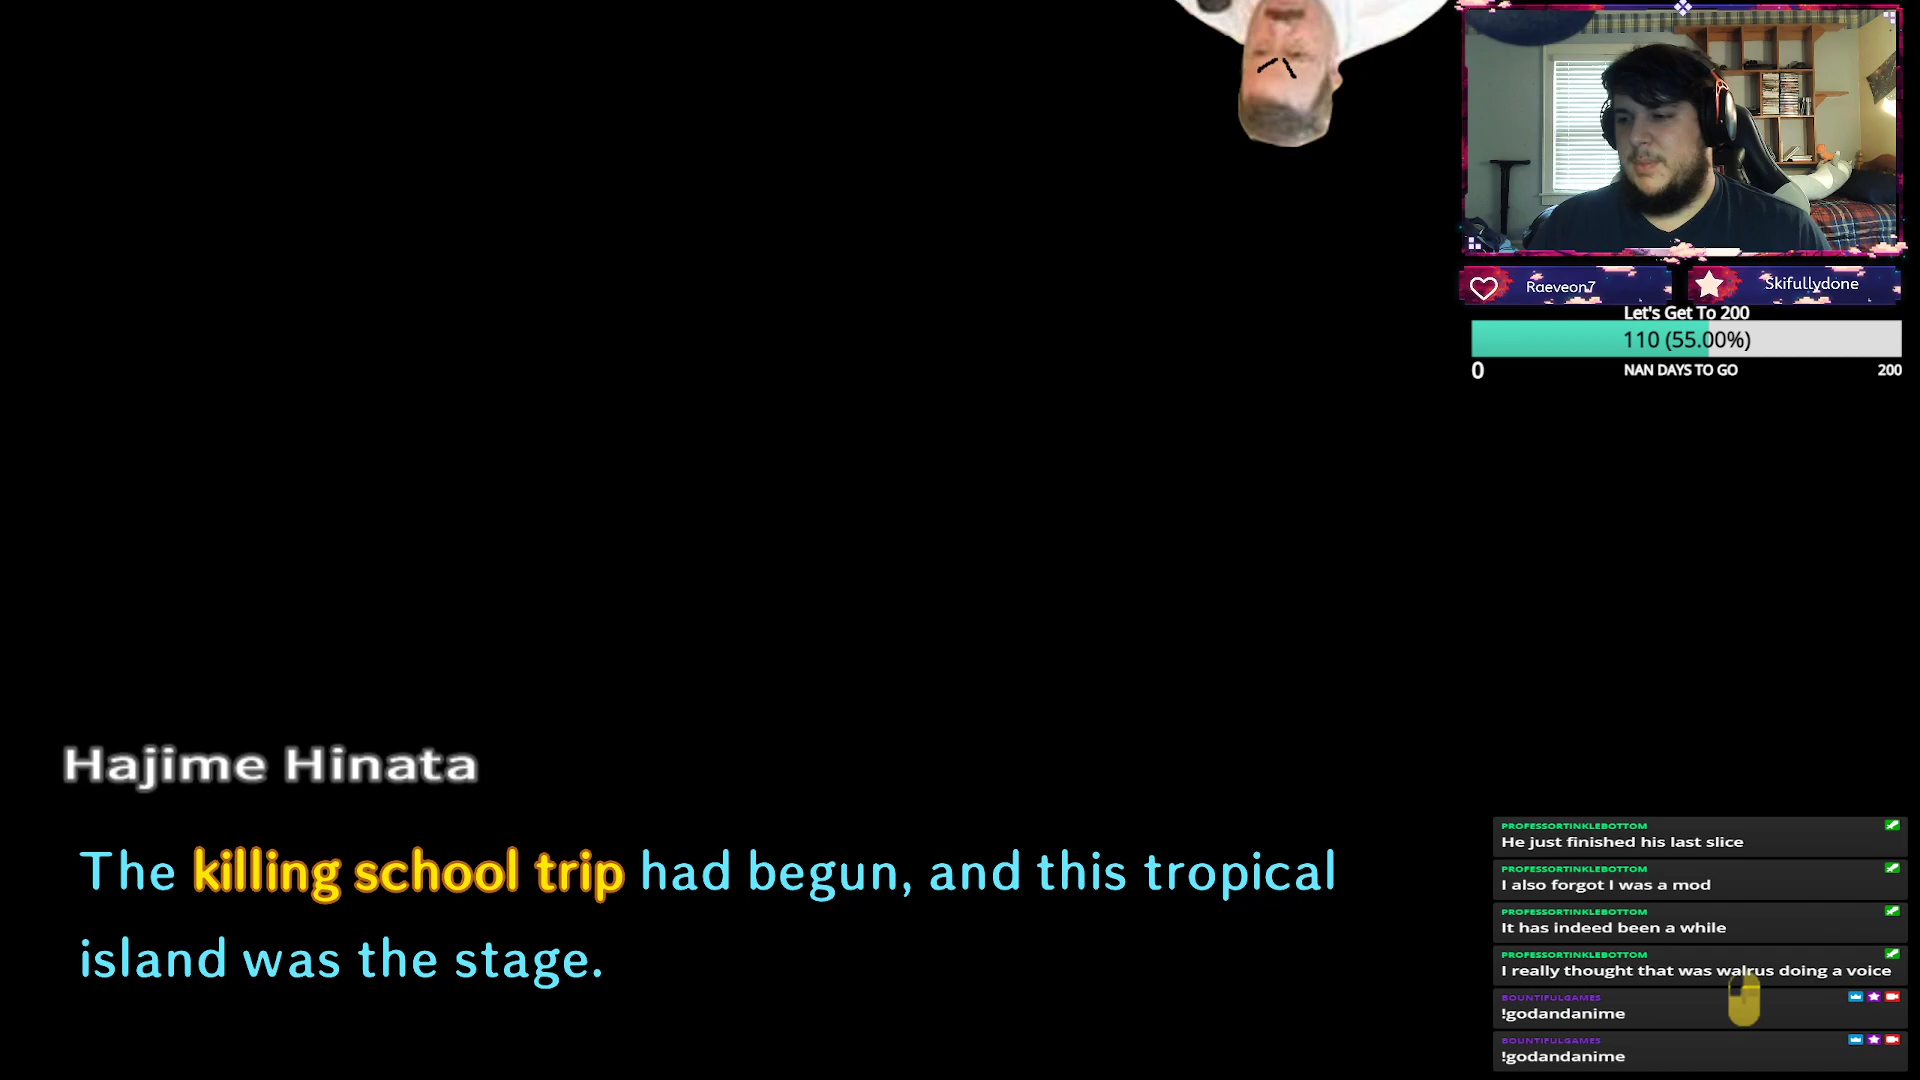 Raeveon7
Skifullydone
Let's Get To 200
110 (55.00%)
0
NAN DAYS TO GO
200
Hajime Hinata
The killing school trip had begun, and this tropical
island was the stage.
PROFESSORTINKLEBOTTOM
He just finished his last slice
PROFESSORTINKLEBOTTOM
I also forgot I was a mod
PROFESSORTINKLEBOTTOM
It has indeed been a while
PROFESSORTINKLEBOTTOM
I really thought that was walrus doing a voice
BOUNTIFULGAMES
!godandanime
BOUNTIFULGAMES
!godandanime